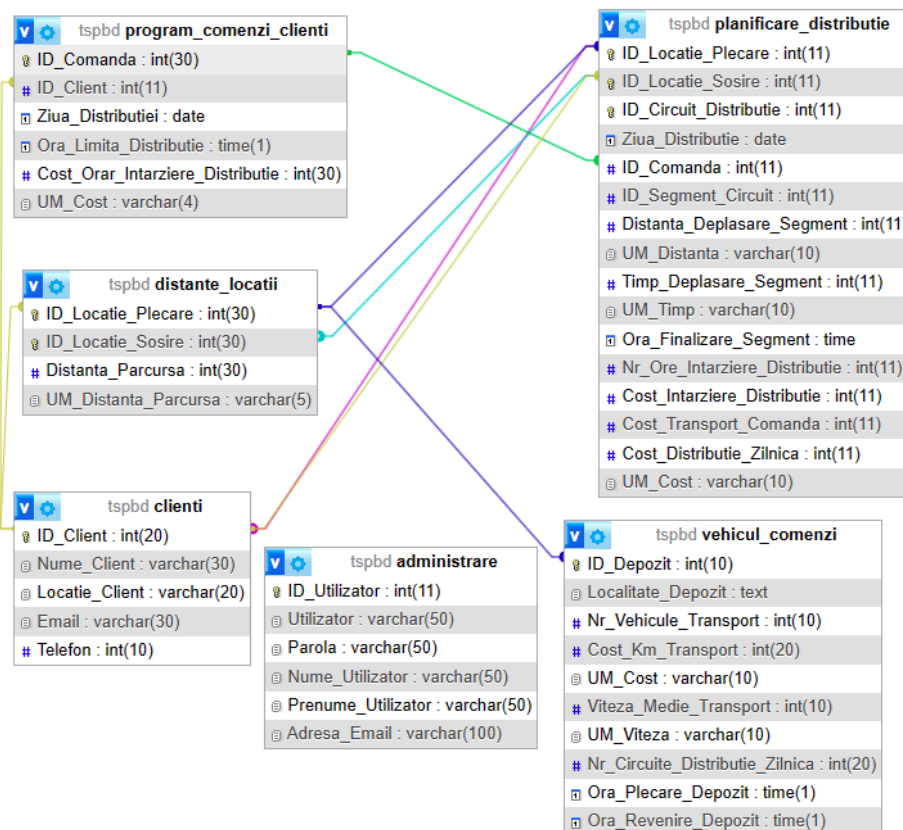 tspbd program_comenzi_clienti
ID_Comanda : int(30)
ID_Client : int(11)
Ziua_Distributiei : date
Ora_Limita_Distributie : time(1)
Cost_Orar_Intarziere_Distributie : int(30)
UM_Cost : varchar(4)
tspbd distante_locatii
ID_Locatie_Plecare : int(30)
ID_Locatie_Sosire : int(30)
Distanta_Parcursa : int(30)
UM_Distanta_Parcursa : varchar(5)
tspbd clienti
ID_Client : int(20)
Nume_Client : varchar(30)
Locatie_Client : varchar(20)
Email : varchar(30)
Telefon : int(10)
tspbd administrare
ID_Utilizator : int(11)
Utilizator : varchar(50)
Parola : varchar(50)
Nume_Utilizator : varchar(50)
Prenume_Utilizator : varchar(50)
Adresa_Email : varchar(100)
tspbd planificare_distributie
ID_Locatie_Plecare : int(11)
ID_Locatie_Sosire : int(11)
ID_Circuit_Distributie : int(11)
Ziua_Distributie : date
ID_Comanda : int(11)
ID_Segment_Circuit : int(11)
Distanta_Deplasare_Segment : int(11
UM_Distanta : varchar(10)
Timp_Deplasare_Segment : int(11)
UM_Timp : varchar(10)
Ora_Finalizare_Segment : time
Nr_Ore_Intarziere_Distributie : int(11)
Cost_Intarziere_Distributie : int(11)
Cost_Transport_Comanda : int(11)
Cost_Distributie_Zilnica : int(11)
UM_Cost : varchar(10)
tspbd vehicul_comenzi
ID_Depozit : int(10)
Localitate_Depozit : text
Nr_Vehicule_Transport : int(10)
Cost_Km_Transport : int(20)
UM_Cost : varchar(10)
Viteza_Medie_Transport : int(10)
UM_Viteza : varchar(10)
Nr_Circuite_Distributie_Zilnica : int(20)
Ora_Plecare_Depozit : time(1)
Ora_Revenire_Depozit : time(1)